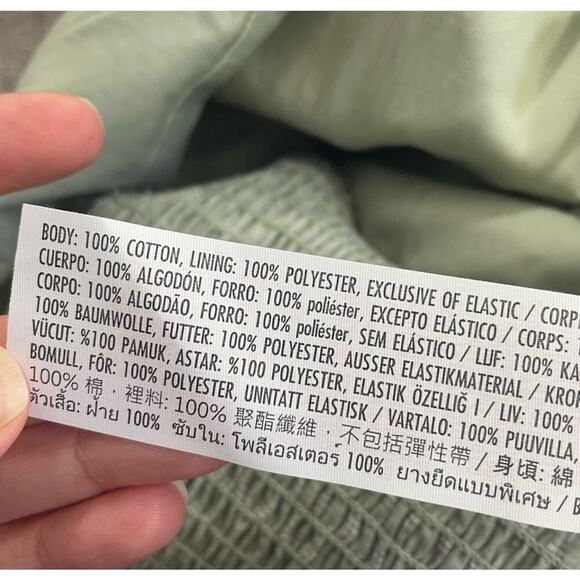 BODY: 100% COTTON, LINING: 100% POLYESTER, EXCLUSIVE OF ELASTIC / CORP
CUERPO: 100% ALGODÓN, FORRO: 100% poliéster, EXCEPTO ELÁSTICO / CORPS: 1
CORPO: 100% ALGODÃO, FORRO: 100% poliéster, SEM ELÁSTICO / LIJF: 100% KA
100% BAUMWOLLE, FUTTER: 100% POLYESTER, AUSSER ELASTIKMATERIAL / KROP
VÜCUT: %100 PAMUK, ASTAR: %100 POLYESTER, ELASTIK ÖZELLIĞ I / LIV: 100%
BOMULL, FÔR: 100% POLYESTER, UNNTATT ELASTISK / VARTALO: 100% PUUVILLA,
100% 棉．裡料: 100% 聚酯纖維．不包括彈性帶 / 身頃: 綿
ตัวเสื้อ: ฝ้าย 100% ซับใน: โพลีเอสเตอร์ 100% ยางยืดแบบพิเศษ / B